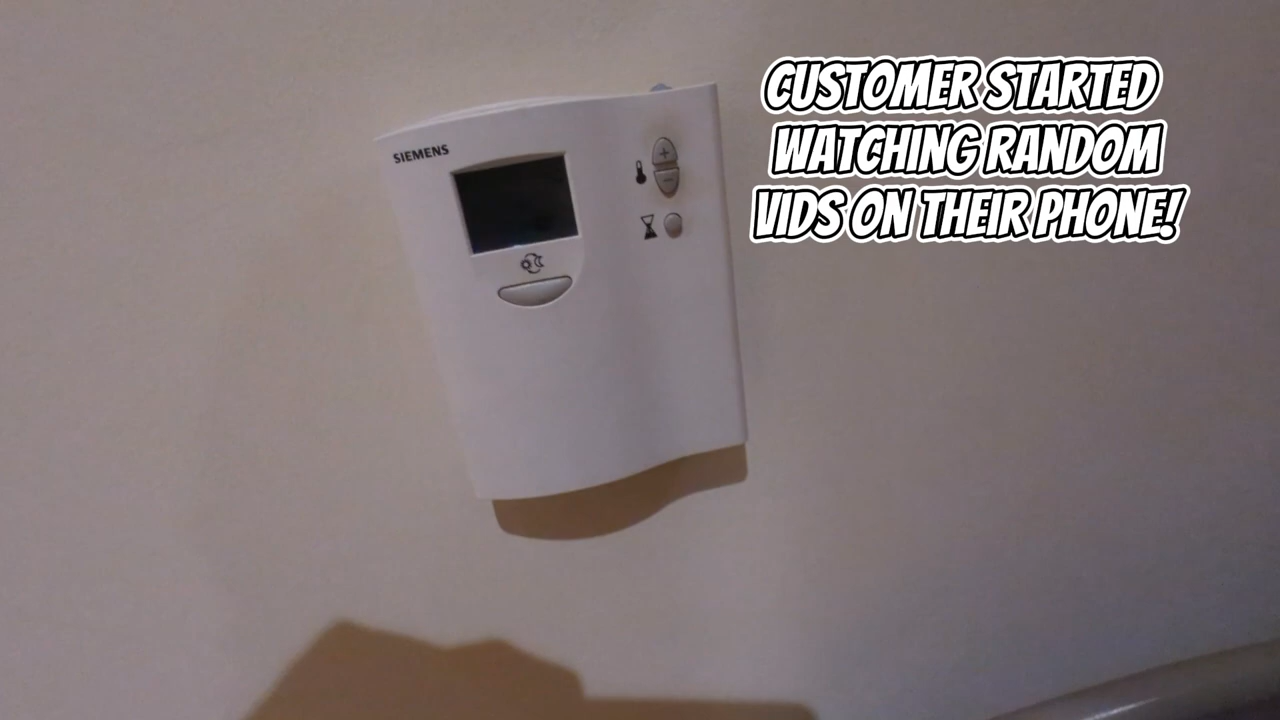 SIEMENS
CUSTOMER STARTED
WATCHING RANDOM
VIDS ON THEIR PHONE!
+
-